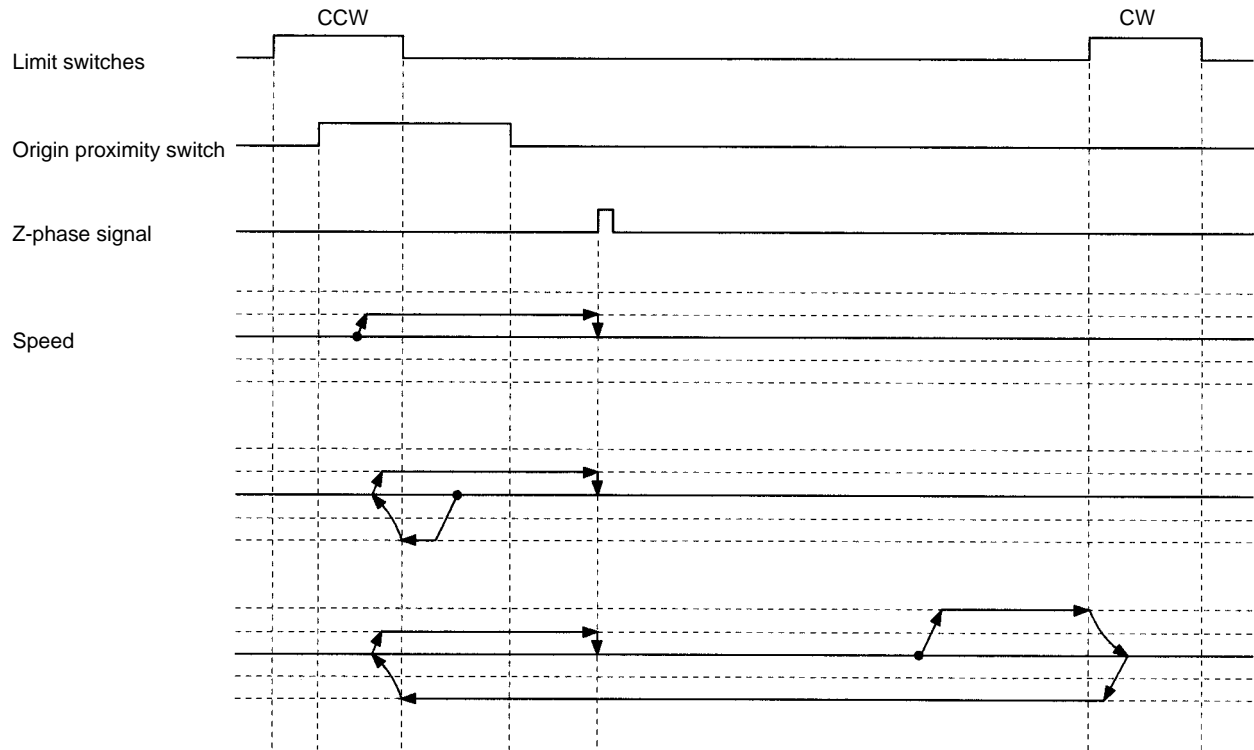 CCW
CW
Limit switches
Origin proximity switch
Z-phase signal
Speed